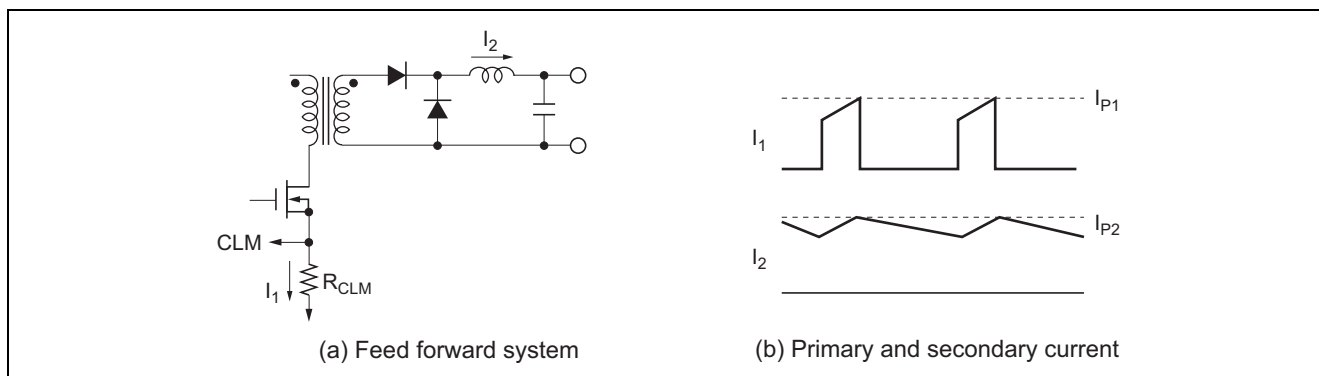 I2
CLM
I1
RCLM
(a) Feed forward system
I1
IP1
I2
IP2
(b) Primary and secondary current